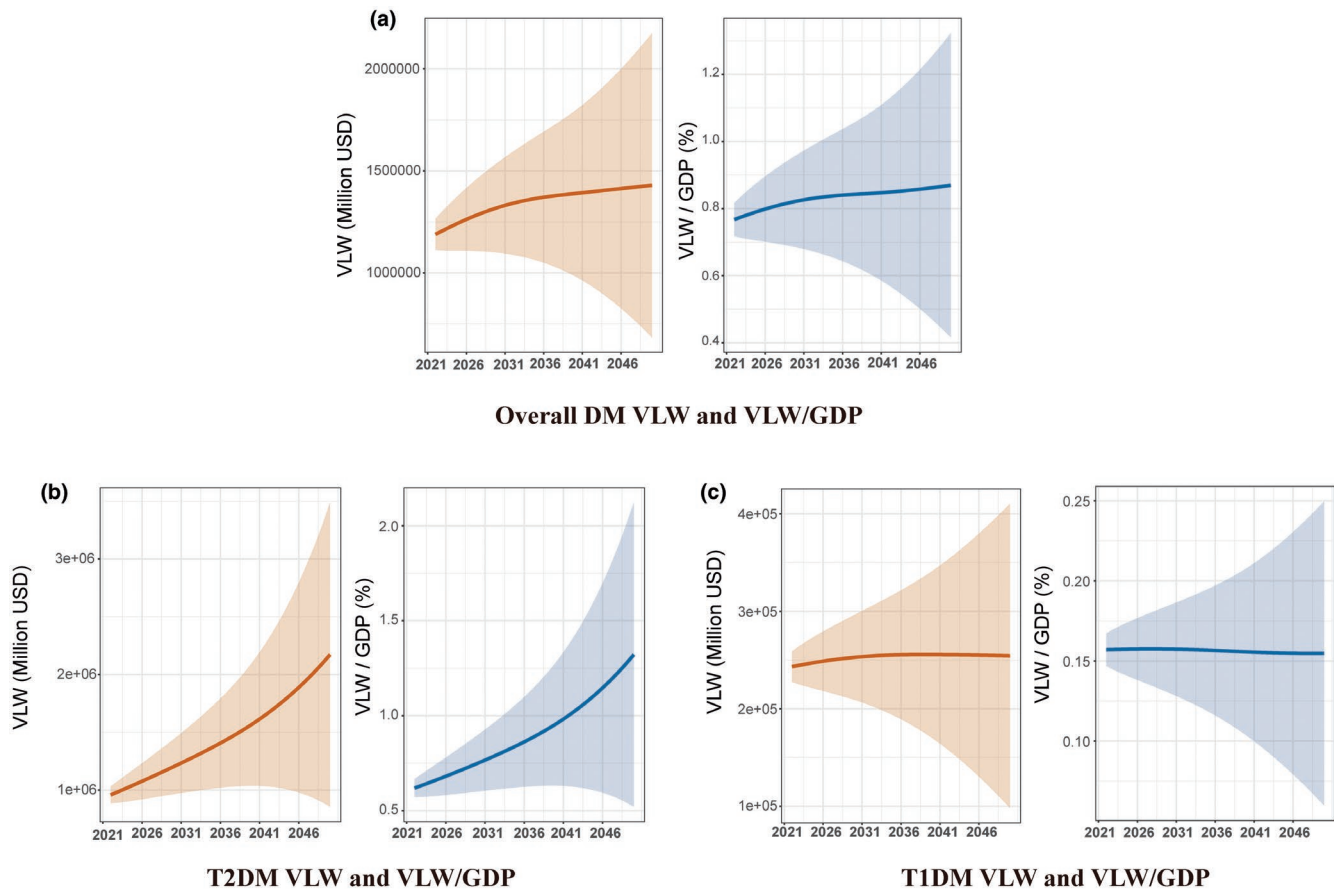 (a)
VLW (Million USD)
2000000
1500000
1000000
2021 2026 2031 2036 2041 2046
VLW / GDP (%)
1.2
1.0
0.8
0.6
0.4
2021 2026 2031 2036 2041 2046
Overall DM VLW and VLW/GDP
(b)
VLW (Million USD)
3e+06
2e+06
1e+06
2021 2026 2031 2036 2041 2046
VLW / GDP (%)
2.0
1.5
1.0
0.5
2021 2026 2031 2036 2041 2046
T2DM VLW and VLW/GDP
(c)
VLW (Million USD)
4e+05
3e+05
2e+05
1e+05
2021 2026 2031 2036 2041 2046
VLW / GDP (%)
0.25
0.20
0.15
0.10
2021 2026 2031 2036 2041 2046
T1DM VLW and VLW/GDP